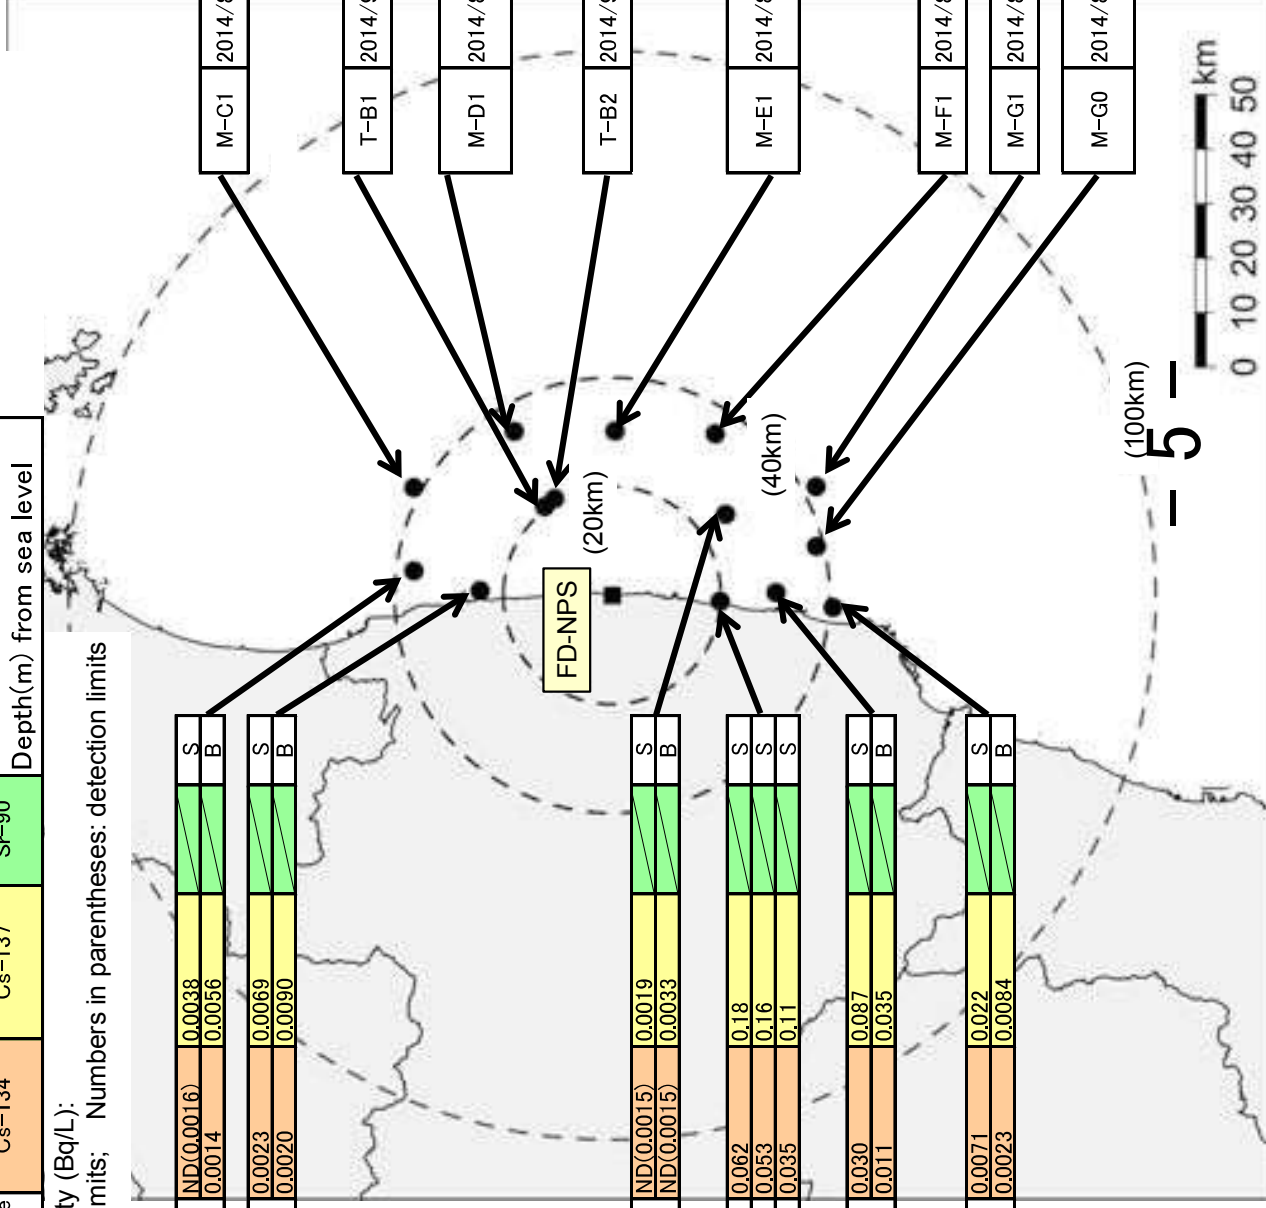 Cs-134
Cs-137
Sr-90
Depth(m) from sea level
ty (Bq/L):
mits; Numbers in parentheses: detection limits
ND(0.0016) 0.0038 S
0.0014 0.0056 B
0.0023 0.0069 S
0.0020 0.0090 B
ND(0.0015) 0.0019 S
ND(0.0015) 0.0033 B
0.062 0.18 S
0.053 0.16 S
0.035 0.11 S
0.030 0.087 S
0.011 0.035 B
0.0071 0.022 S
0.0023 0.0084 B
FD-NPS
(20km)
(40km)
(100km)
M-C1 2014/
T-B1 2014/
M-D1 2014/
T-B2 2014/
M-E1 2014/
M-F1 2014/
M-G1 2014/
M-G0 2014/
0 10 20 30 40 50 km
— 5 —